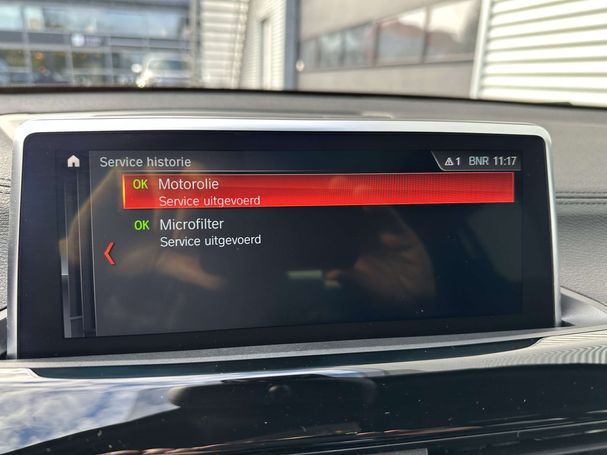 Service historie
1 BNR 11:17
OK Motorolie
Service uitgevoerd
OK Microfilter
Service uitgevoerd